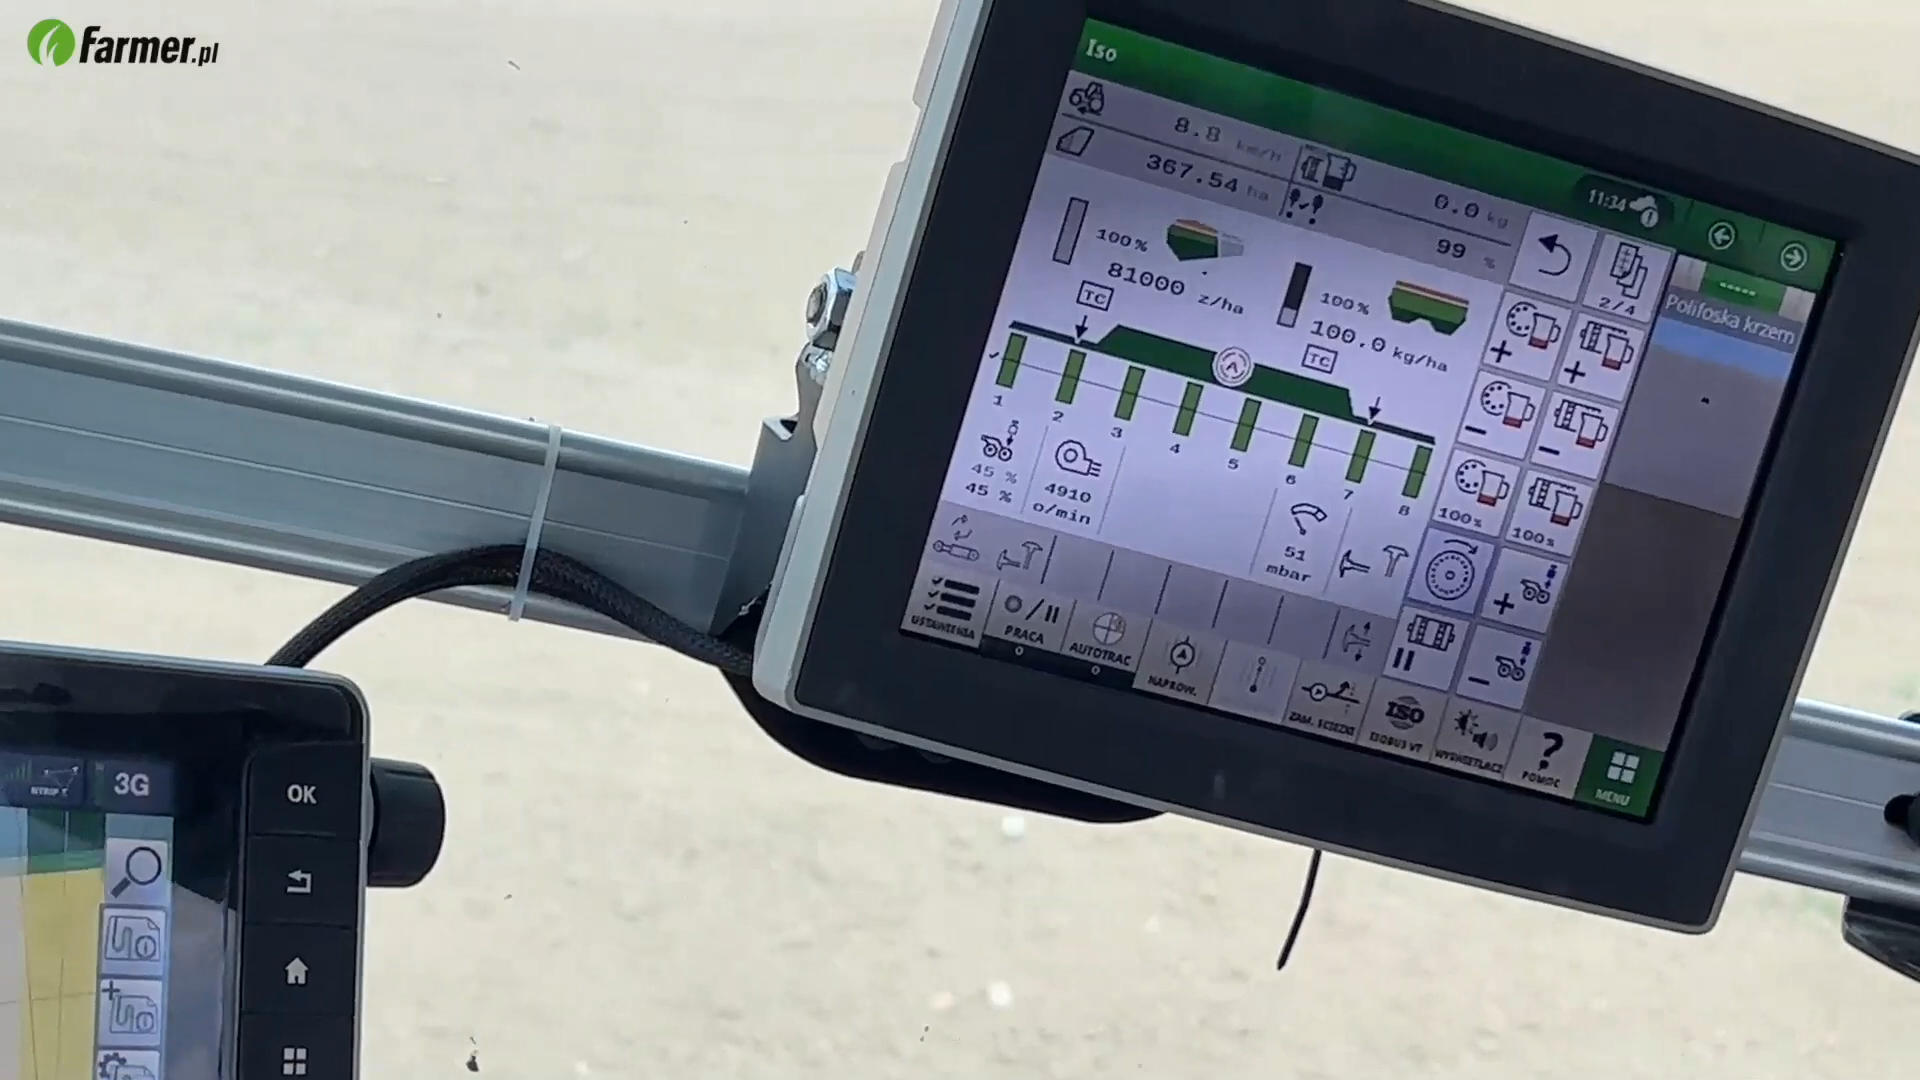 farmer.pl
Iso
8.8 km/h
0.0 kg
367.54 ha
99 %
11:34
100%
81000 z/ha
TC
100%
100.0 kg/ha
TC
2/4
Polifoska krzem
1 2 3 4 5 6 7 8
45 %
45 %
4910
o/min
51
mbar
100%
100%
USTAWIENIA
PRACA
AUTOTRAC
NAPROW.
ZAM. SCIEZKI
ISO
ISOBUS VT
WYSWIETLACZ
?
POMOC
MENU
3G
OK